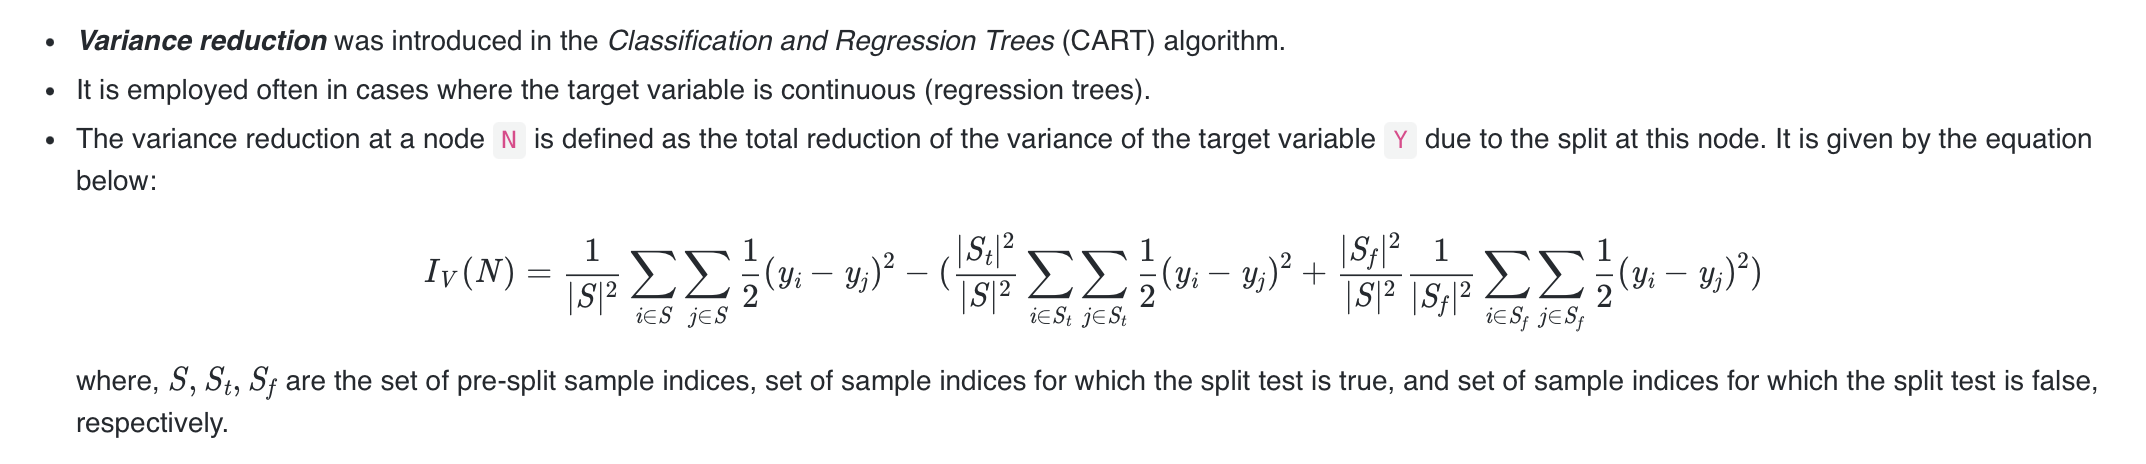 • Variance reduction was introduced in the Classification and Regression Trees (CART) algorithm.
• It is employed often in cases where the target variable is continuous (regression trees).
• The variance reduction at a node N is defined as the total reduction of the variance of the target variable Y due to the split at this node. It is given by the equation
below:
$I_V(N) = \frac{1}{|S|^2} \sum_{i \in S} \sum_{j \in S} \frac{1}{2}(y_i - y_j)^2 - (\frac{|S_t|^2}{|S|^2} \sum_{i \in S_t} \sum_{j \in S_t} \frac{1}{2}(y_i - y_j)^2 + \frac{|S_f|^2}{|S|^2} \frac{1}{|S_f|^2} \sum_{i \in S_f} \sum_{j \in S_f} \frac{1}{2}(y_i - y_j)^2)$
where, $S, S_t, S_f$ are the set of pre-split sample indices, set of sample indices for which the split test is true, and set of sample indices for which the split test is false,
respectively.